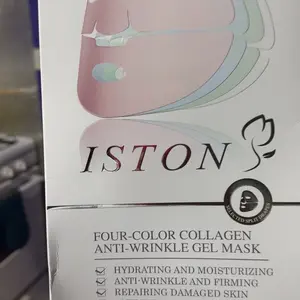 ISTON
FOUR-COLOR COLLAGEN
ANTI-WRINKLE GEL MASK
HYDRATING AND MOISTURIZING
ANTI-WRINKLE AND FIRMING
REPAIRING DAMAGED SKIN